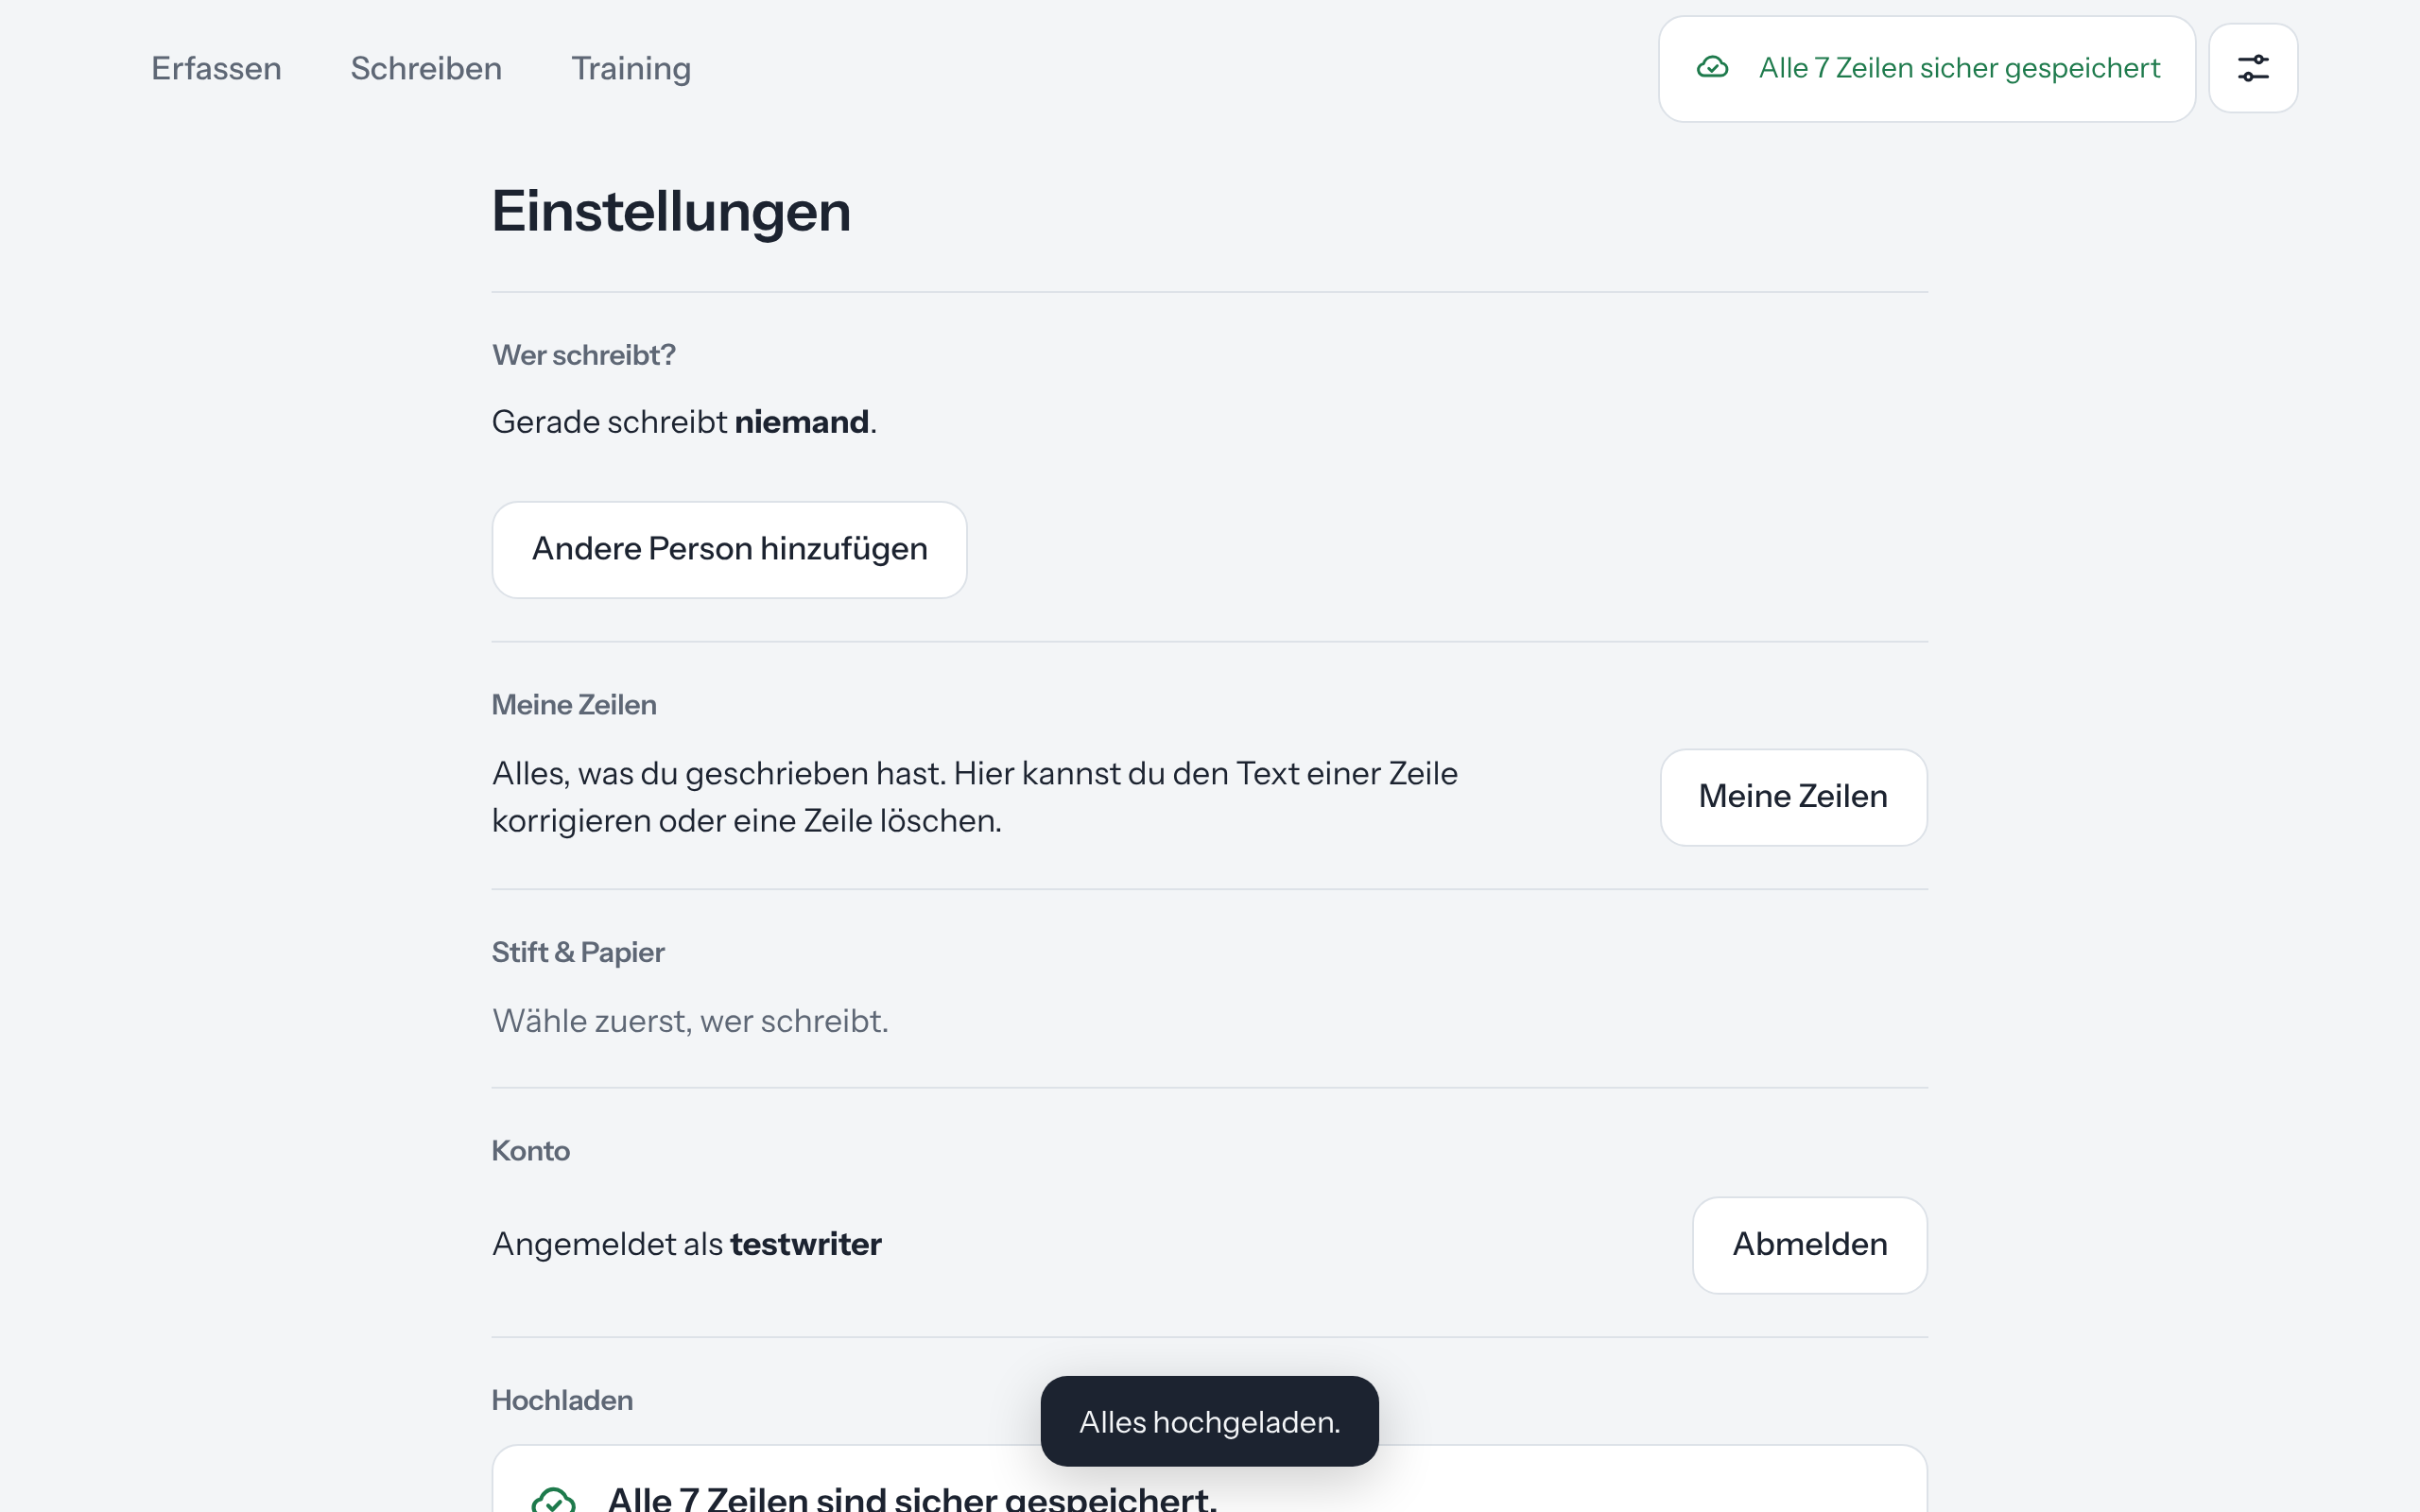 Erfassen Schreiben Training Alle 7 Zeilen sicher gespeichert
Einstellungen
Wer schreibt?
Gerade schreibt niemand.
Andere Person hinzufügen
Meine Zeilen
Alles, was du geschrieben hast. Hier kannst du den Text einer Zeile
korrigieren oder eine Zeile löschen.
Meine Zeilen
Stift & Papier
Wähle zuerst, wer schreibt.
Konto
Angemeldet als testwriter
Abmelden
Hochladen
Alles hochgeladen.
Alle 7 Zeilen sind sicher gespeichert.